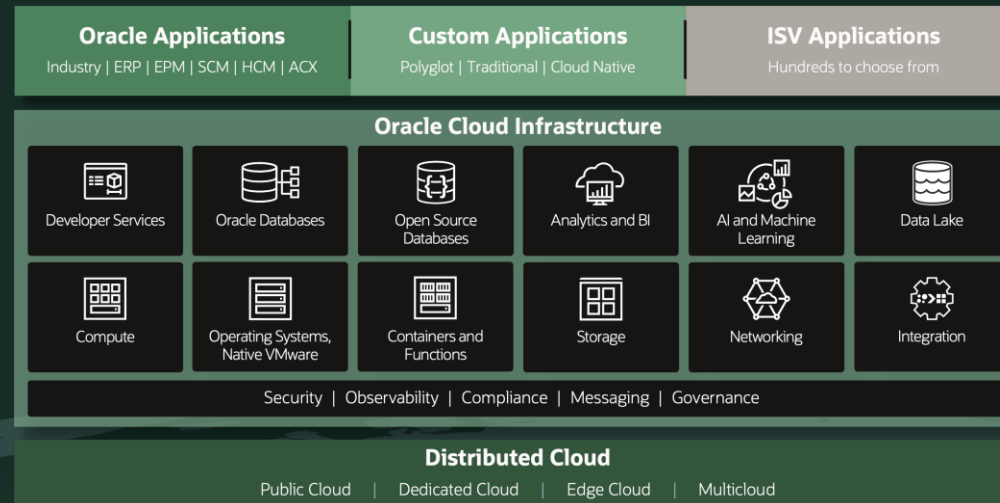 Oracle Applications
Industry | ERP | EPM | SCM | HCM | ACX
Custom Applications
Polyglot | Traditional | Cloud Native
ISV Applications
Hundreds to choose from
Oracle Cloud Infrastructure
Developer Services
Oracle Databases
Open Source
Databases
Analytics and BI
AI and Machine
Learning
Data Lake
Compute
Operating Systems,
Native VMware
Containers and
Functions
Storage
Networking
Integration
Security | Observability | Compliance | Messaging | Governance
Distributed Cloud
Public Cloud | Dedicated Cloud | Edge Cloud | Multicloud